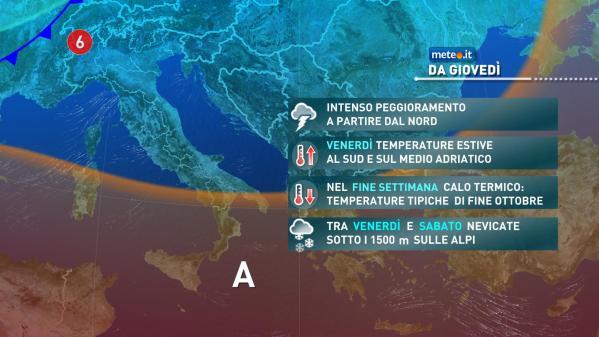 6
meteo.it
DA GIOVEDÌ
INTENSO PEGGIORAMENTO
A PARTIRE DAL NORD
VENERDÌ TEMPERATURE ESTIVE
AL SUD E SUL MEDIO ADRIATICO
NEL FINE SETTIMANA CALO TERMICO:
TEMPERATURE TIPICHE DI FINE OTTOBRE
TRA VENERDÌ E SABATO NEVICATE
SOTTO I 1500 m SULLE ALPI
A